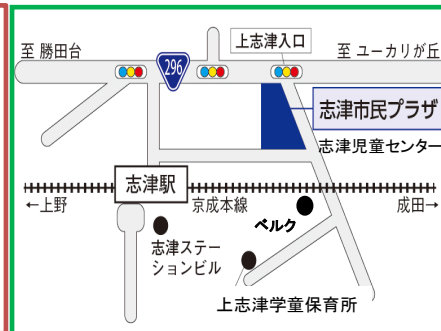 至 勝田台
296
上志津入口
至 ユーカリが丘
志津市民プラザ
志津児童センター
志津駅
←上野
京成本線
成田→
志津ステー
ションビル
ベルク
上志津学童保育所